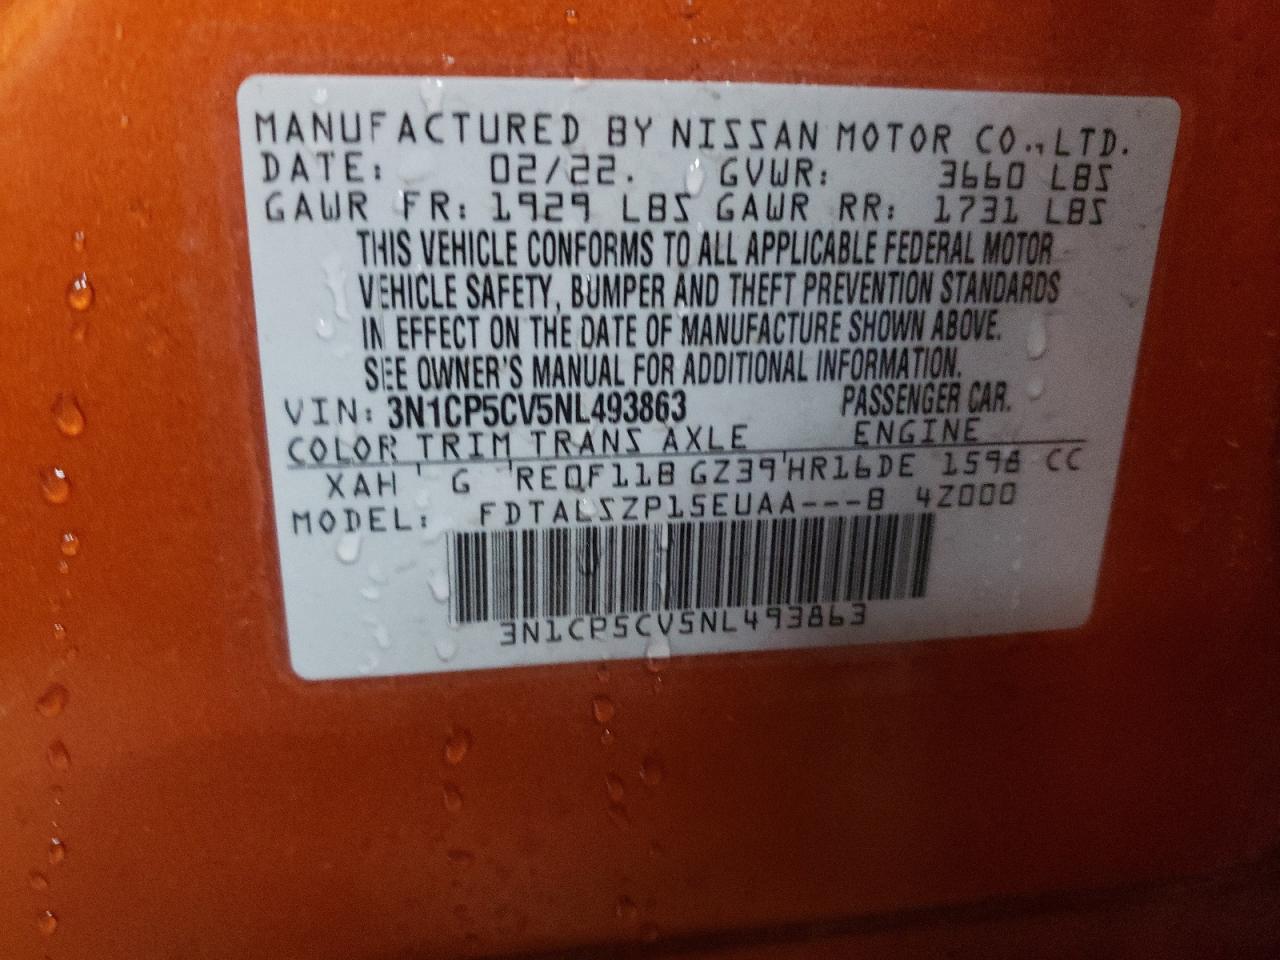 MANUFACTURED BY NISSAN MOTOR CO., LTD.
DATE: 02/22. GVWR: 3660 LBS
GAWR FR: 1929 LBS GAWR RR: 1731 LBS
THIS VEHICLE CONFORMS TO ALL APPLICABLE FEDERAL MOTOR
VEHICLE SAFETY, BUMPER AND THEFT PREVENTION STANDARDS
IN EFFECT ON THE DATE OF MANUFACTURE SHOWN ABOVE.
SEE OWNER'S MANUAL FOR ADDITIONAL INFORMATION.
VIN: 3N1CP5CV5NL493863 PASSENGER CAR.
COLOR TRIM TRANS AXLE ENGINE
XAH G RE0F11B GZ39 HR16DE 1598 CC
MODEL: FDTALSZP15EUAA---B 4Z000
3N1CP5CV5NL493863